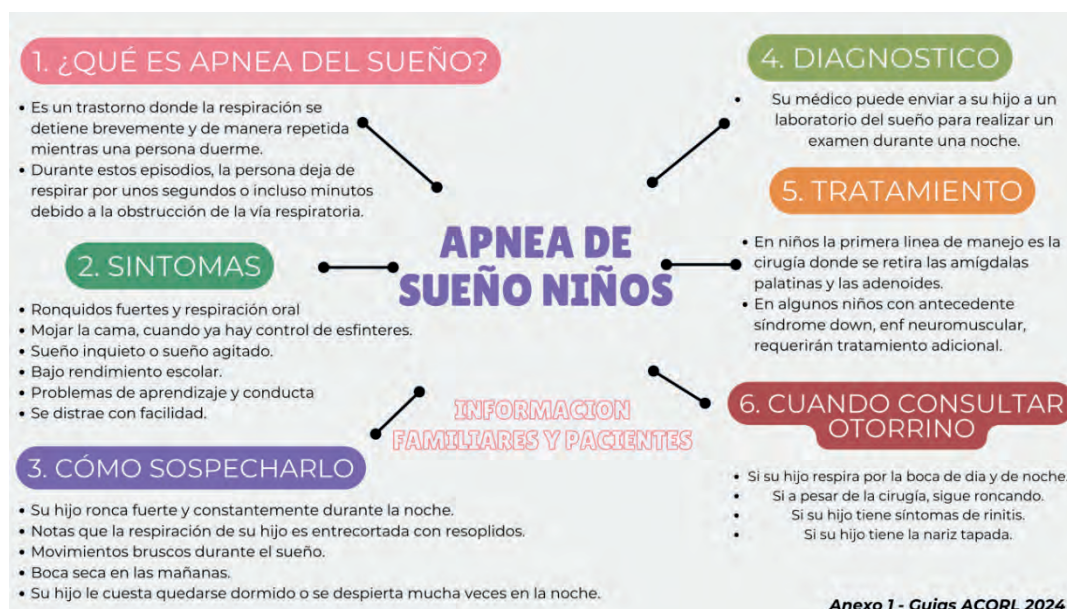 1. ¿QUÉ ES APNEA DEL SUEÑO?
• Es un trastorno donde la respiración se
detiene brevemente y de manera repetida
mientras una persona duerme.
• Durante estos episodios, la persona deja de
respirar por unos segundos o incluso minutos
debido a la obstrucción de la vía respiratoria.
2. SINTOMAS
• Ronquidos fuertes y respiración oral
• Mojar la cama, cuando ya hay control de esfinteres.
• Sueño inquieto o sueño agitado.
• Bajo rendimiento escolar.
• Problemas de aprendizaje y conducta
• Se distrae con facilidad.
3. CÓMO SOSPECHARLO
• Su hijo ronca fuerte y constantemente durante la noche.
• Notas que la respiración de su hijo es entrecortada con resoplidos.
• Movimientos bruscos durante el sueño.
• Boca seca en las mañanas.
• Su hijo le cuesta quedarse dormido o se despierta mucha veces en la noche.
APNEA DE
SUEÑO NIÑOS
INFORMACION
FAMILIARES Y PACIENTES
4. DIAGNOSTICO
• Su médico puede enviar a su hijo a un
laboratorio del sueño para realizar un
examen durante una noche.
5. TRATAMIENTO
• En niños la primera linea de manejo es la
cirugía donde se retira las amígdalas
palatinas y las adenoides.
• En algunos niños con antecedente
síndrome down, enf neuromuscular,
requerirán tratamiento adicional.
6. CUANDO CONSULTAR
OTORRINO
• Si su hijo respira por la boca de dia y de noche.
• Si a pesar de la cirugía, sigue roncando.
• Si su hijo tiene síntomas de rinitis.
• Si su hijo tiene la nariz tapada.
Anexo 1 - Guias ACORL 2024